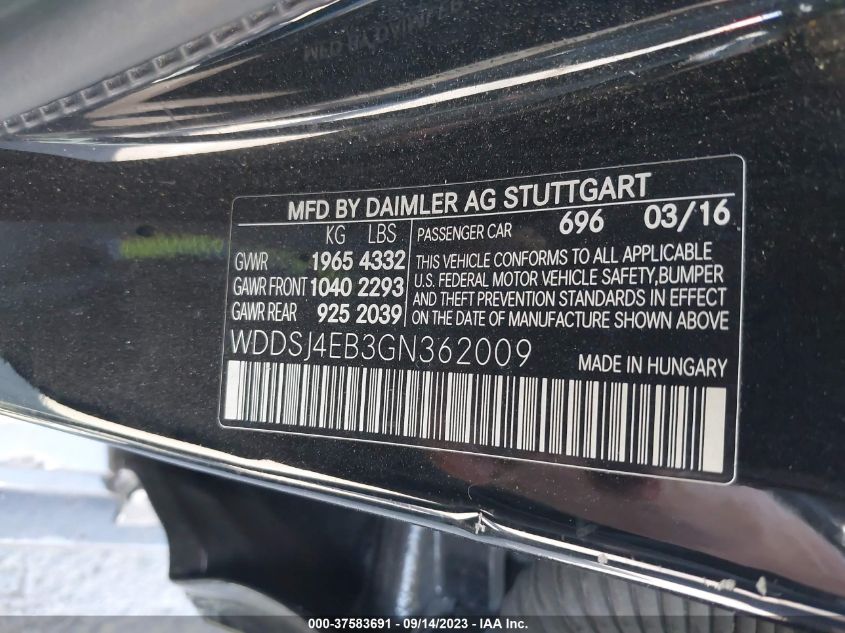 MFD BY DAIMLER AG STUTTGART
KG LBS
GVWR 1965 4332
GAWR FRONT 1040 2293
GAWR REAR 925 2039
PASSENGER CAR 696 03/16
THIS VEHICLE CONFORMS TO ALL APPLICABLE
U.S. FEDERAL MOTOR VEHICLE SAFETY,BUMPER
AND THEFT PREVENTION STANDARDS IN EFFECT
ON THE DATE OF MANUFACTURE SHOWN ABOVE
WDDSJ4EB3GN362009
MADE IN HUNGARY
000-37583691 - 09/14/2023 - IAA Inc.